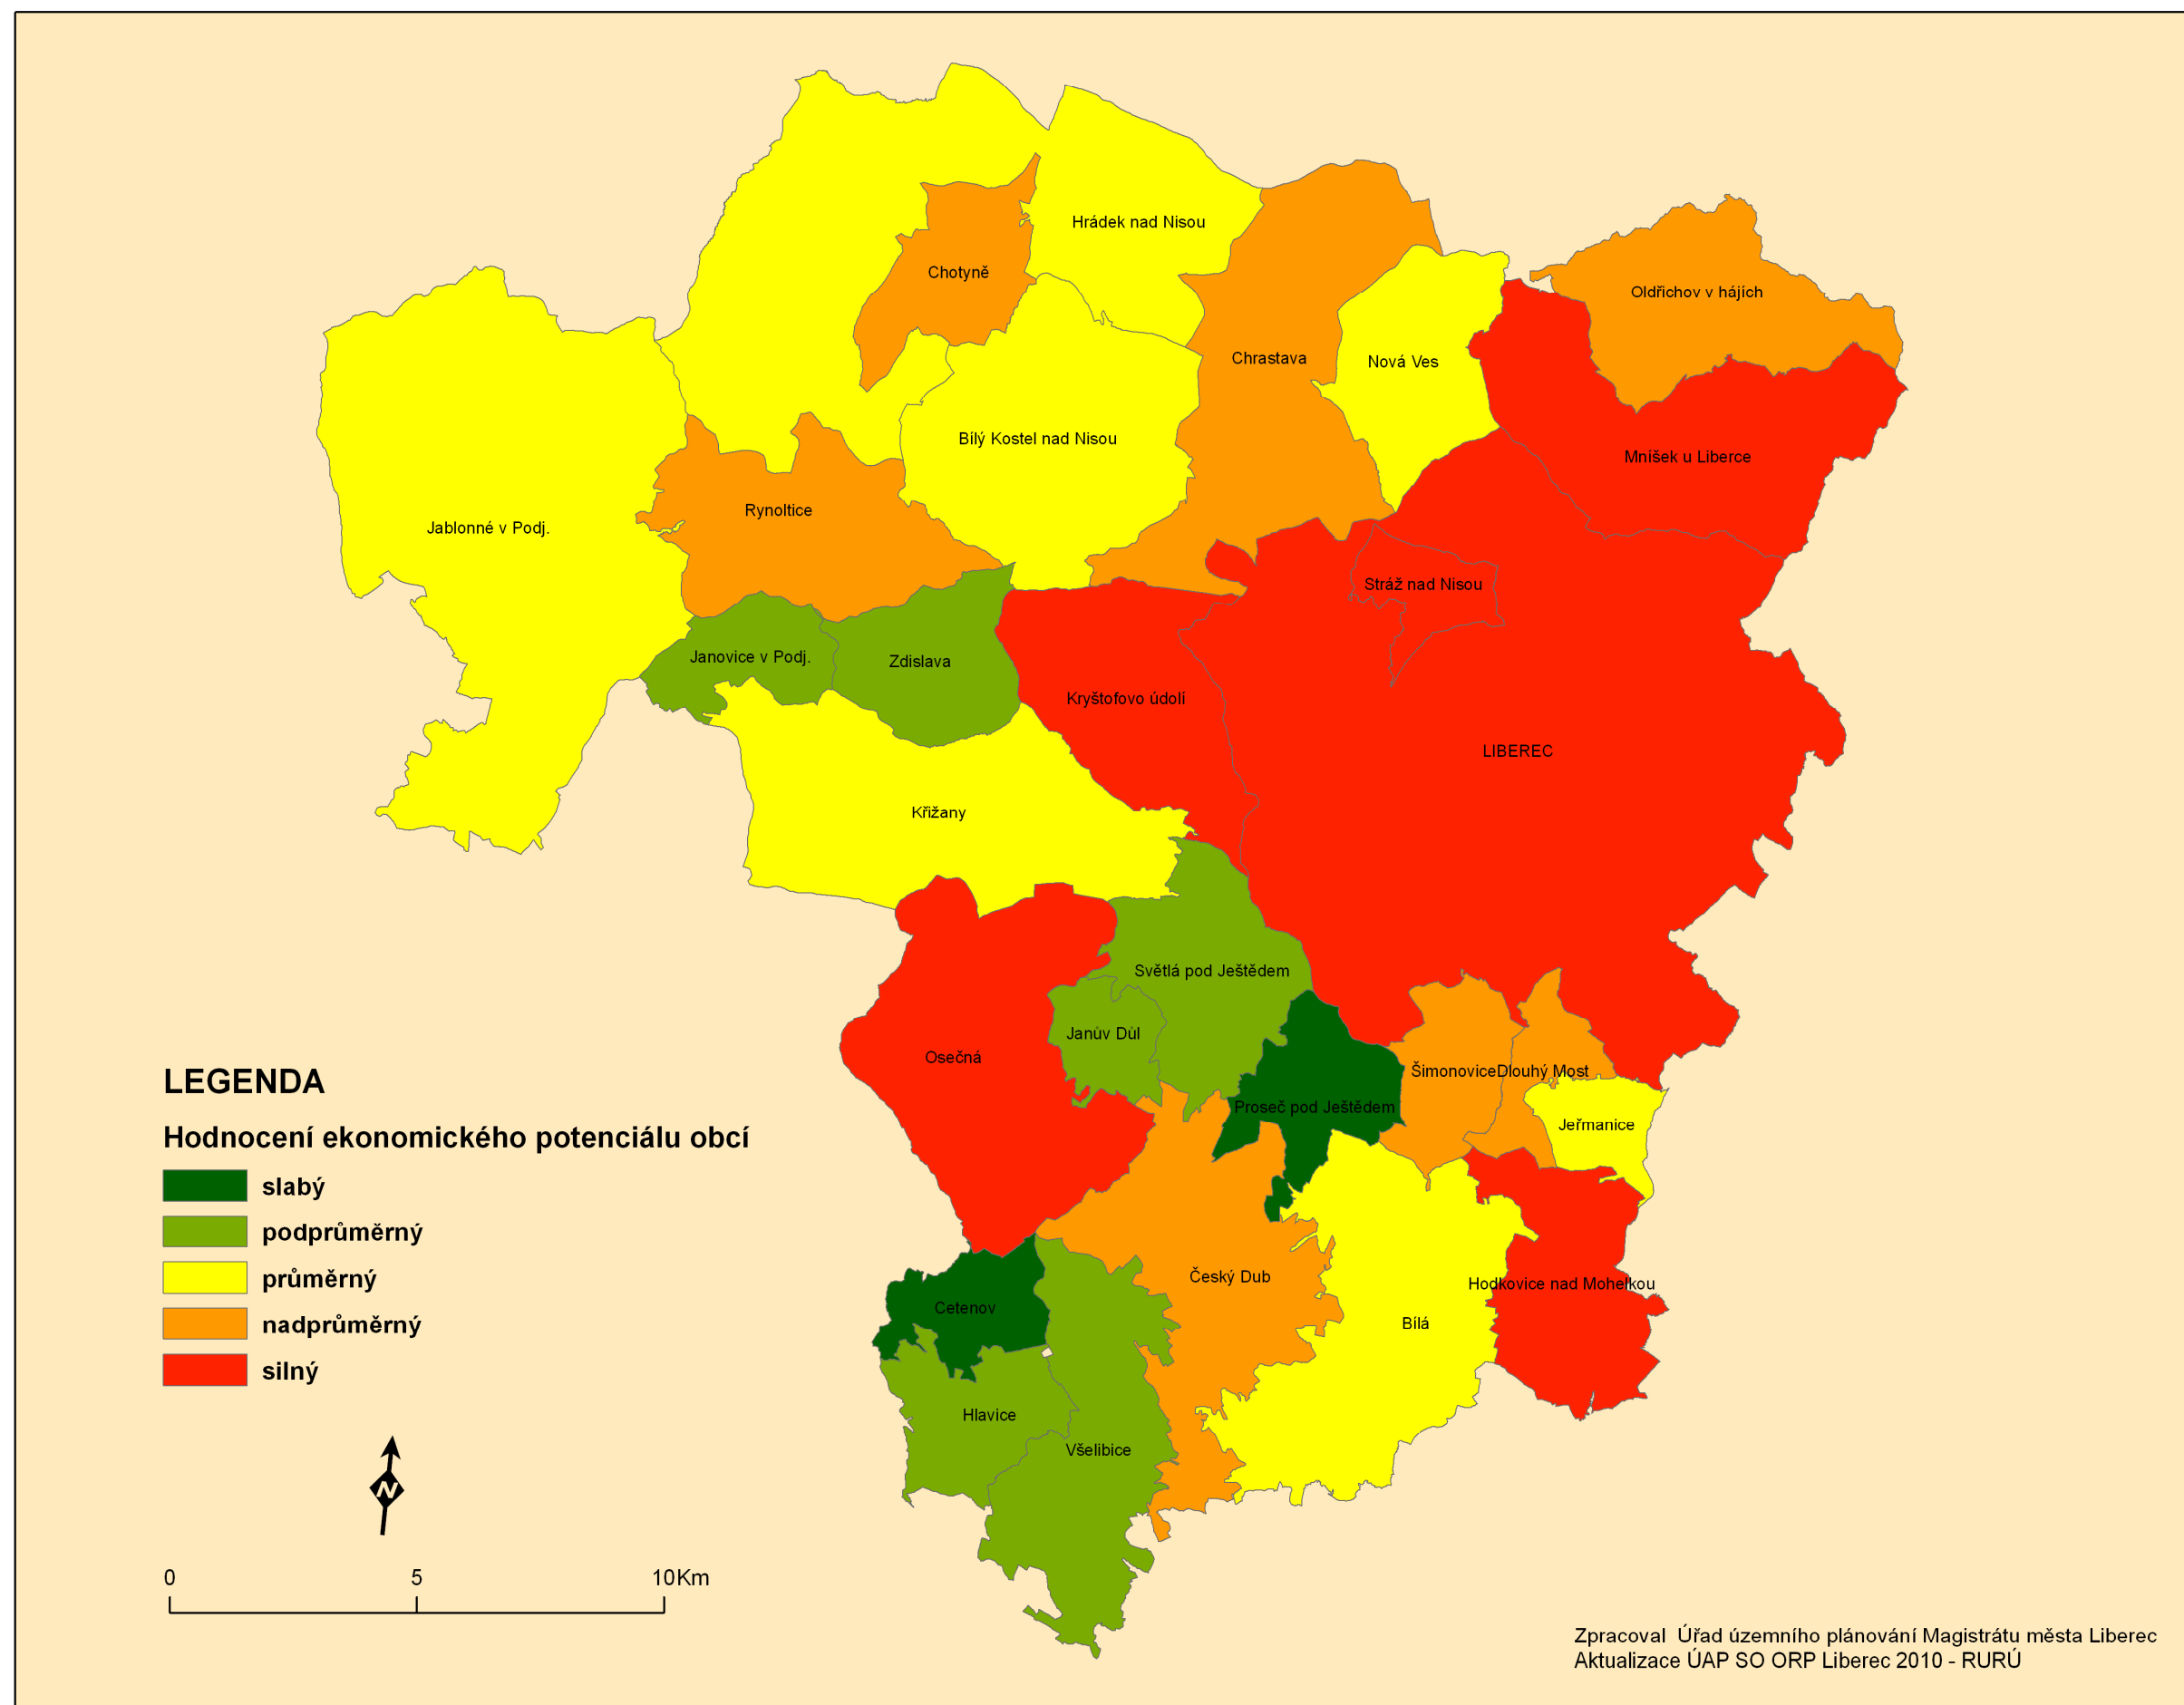 Hrádek nad Nisou
Chotyně
Oldřichov v hájích
Chrastava
Nová Ves
Bílý Kostel nad Nisou
Mníšek u Liberce
Rynoltice
Jablonné v Podj.
Stráž nad Nisou
Janovice v Podj.
Zdislava
Kryštofovo údolí
LIBEREC
Křižany
Světlá pod Ještědem
Janův Důl
Osečná
Šimonovice
Dlouhý Most
Proseč pod Ještědem
Jeřmanice
Český Dub
Hodkovice nad Mohelkou
Cetenov
Bílá
Hlavice
Všelibice
LEGENDA
Hodnocení ekonomického potenciálu obcí
slabý
podprůměrný
průměrný
nadprůměrný
silný
N
0 5 10Km
Zpracoval Úřad územního plánování Magistrátu města Liberec
Aktualizace ÚAP SO ORP Liberec 2010 - RURÚ